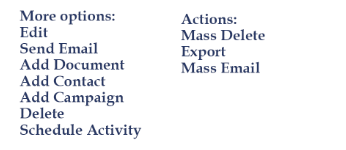 More options:
Edit
Send Email
Add Document
Add Contact
Add Campaign
Delete
Schedule Activity
Actions:
Mass Delete
Export
Mass Email